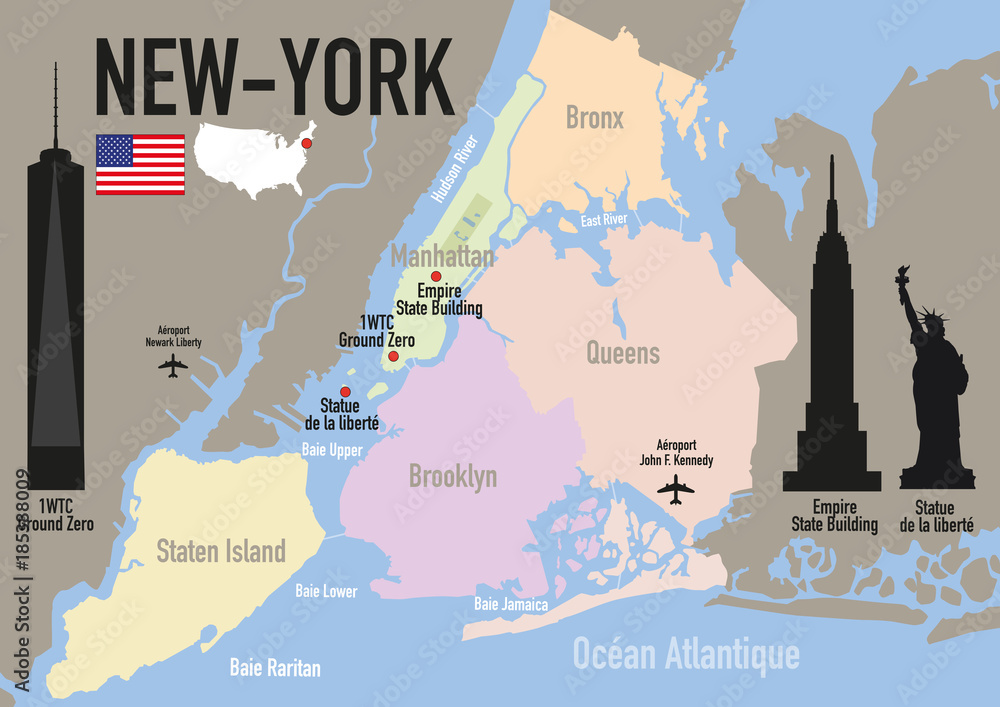 NEW-YORK
Bronx
Hudson River
East River
Manhattan
Empire
State Building
1WTC
Ground Zero
Aéroport
Newark Liberty
Queens
Statue
de la liberté
Baie Upper
Aéroport
John F. Kennedy
Brooklyn
1WTC
Ground Zero
Empire
State Building
Statue
de la liberté
Staten Island
Baie Lower
Baie Jamaica
Baie Raritan
Océan Atlantique
Adobe Stock | #185388009
Adobe Stock